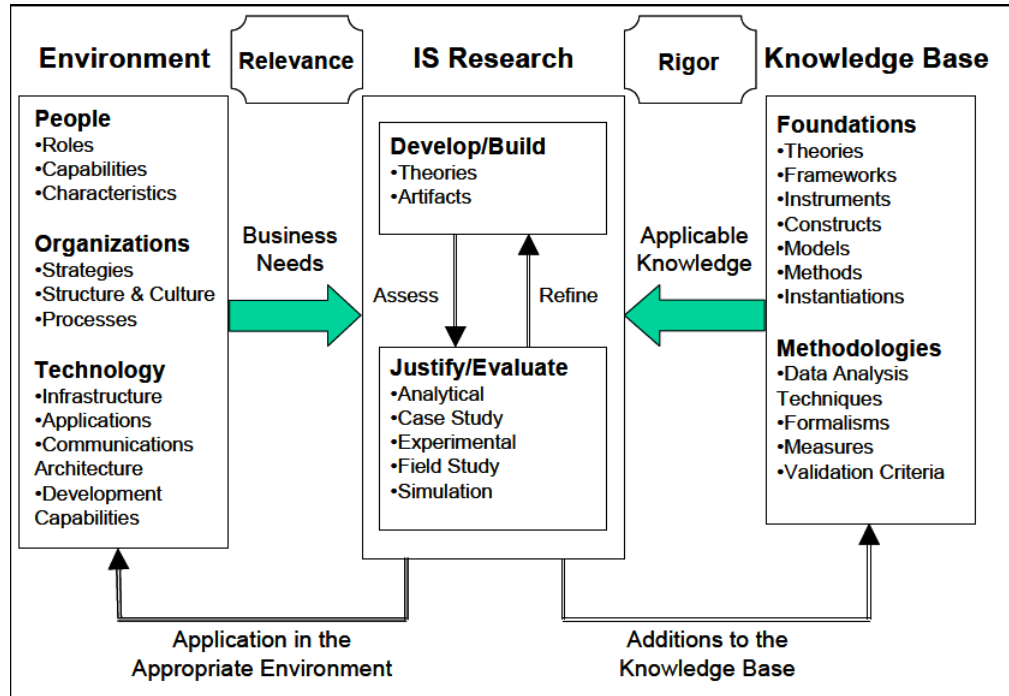 Environment
Relevance
IS Research
Rigor
Knowledge Base
People
•Roles
•Capabilities
•Characteristics
Organizations
•Strategies
•Structure & Culture
•Processes
Technology
•Infrastructure
•Applications
•Communications
Architecture
•Development
Capabilities
Business
Needs
Develop/Build
•Theories
•Artifacts
Assess
Refine
Justify/Evaluate
•Analytical
•Case Study
•Experimental
•Field Study
•Simulation
Applicable
Knowledge
Foundations
•Theories
•Frameworks
•Instruments
•Constructs
•Models
•Methods
•Instantiations
Methodologies
•Data Analysis
Techniques
•Formalisms
•Measures
•Validation Criteria
Application in the
Appropriate Environment
Additions to the
Knowledge Base